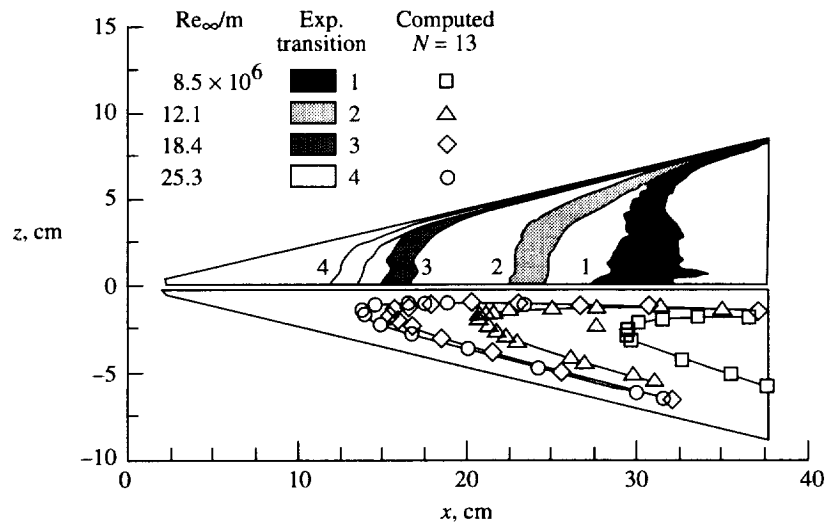 Re∞/m Exp. transition Computed N = 13
8.5 × 10⁶ 1
12.1 2
18.4 3
25.3 4
15
10
5
0
−5
−10
z, cm
4 3 2 1
0 10 20 30 40
x, cm